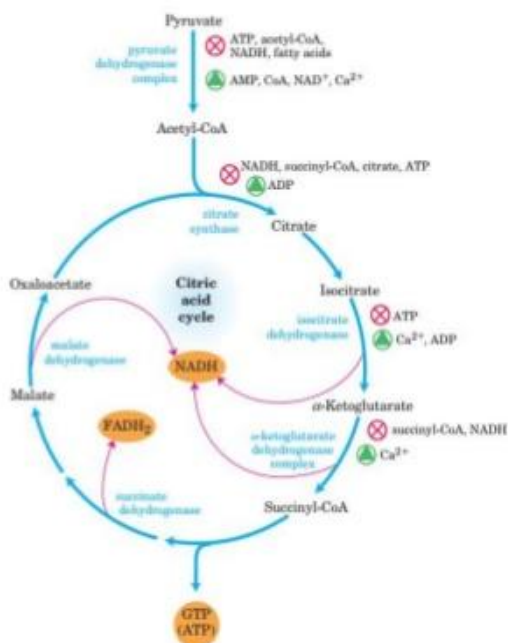 Pyruvate
ATP, acetyl-CoA,
NADH, fatty acids
pyruvate
dehydrogenase
complex
AMP, CoA, NAD⁺, Ca²⁺
Acetyl-CoA
NADH, succinyl-CoA, citrate, ATP
ADP
citrate
synthase
Citrate
Oxaloacetate
Citric
acid
cycle
Isocitrate
isocitrate
dehydrogenase
ATP
Ca²⁺, ADP
malate
dehydrogenase
NADH
Malate
FADH₂
α-Ketoglutarate
succinyl-CoA, NADH
Ca²⁺
α-ketoglutarate
dehydrogenase
complex
succinate
dehydrogenase
Succinyl-CoA
GTP
(ATP)